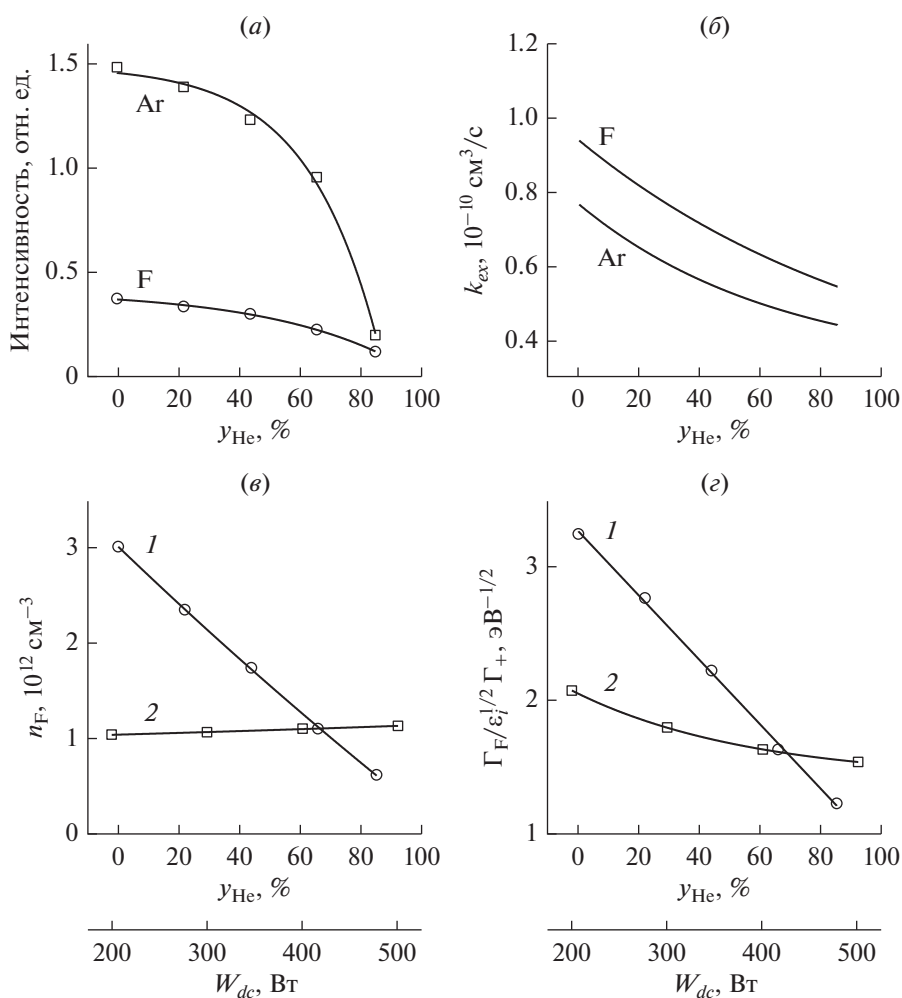 (а)
Интенсивность, отн. ед.
1.5
1.0
0.5
0
Ar
F
0 20 40 60 80 100
y_He, %
(б)
k_ex, 10^−10 см^3/с
1.2
1.0
0.8
0.6
0.4
F
Ar
0 20 40 60 80 100
y_He, %
(в)
n_F, 10^12 см^−3
3
2
1
0
1
2
0 20 40 60 80 100
y_He, %
200 300 400 500
W_dc, Вт
(г)
Γ_F/ε_i^1/2 Γ_+, эВ^−1/2
3
2
1
1
2
0 20 40 60 80 100
y_He, %
200 300 400 500
W_dc, Вт